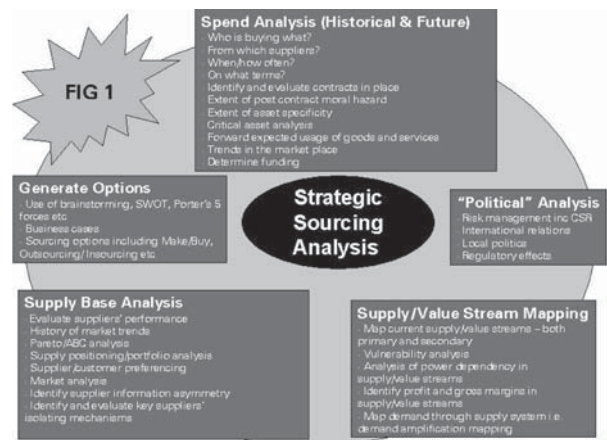 Spend Analysis (Historical & Future)
- Who is buying what?
- From which suppliers?
- When/how often?
- On what terms?
- Identify and evaluate contracts in place
- Extent of post contract moral hazard
- Extent of asset specificity
- Critical asset analysis
- Forward expected usage of goods and services
- Trends in the market place
- Determine funding
FIG 1
Generate Options
- Use of brainstorming, SWOT, Porter's 5
forces etc
- Business cases
- Sourcing options including Make/Buy,
Outsourcing/Insourcing etc
Strategic
Sourcing
Analysis
"Political" Analysis
- Risk management inc CSR
- International relations
- Local politics
- Regulatory effects
Supply Base Analysis
- Evaluate suppliers' performance
- History of market trends
- Pareto/ABC analysis
- Supply positioning/portfolio analysis
- Supplier/customer preferencing
- Market analysis
- Identify supplier information asymmetry
- Identify and evaluate key suppliers'
isolating mechanisms
Supply/Value Stream Mapping
- Map current supply/value streams – both
primary and secondary
- Vulnerability analysis
- Analysis of power dependency in
supply/value streams
- Identify profit and gross margins in
supply/value streams
- Map demand through supply system i.e.
demand amplification mapping